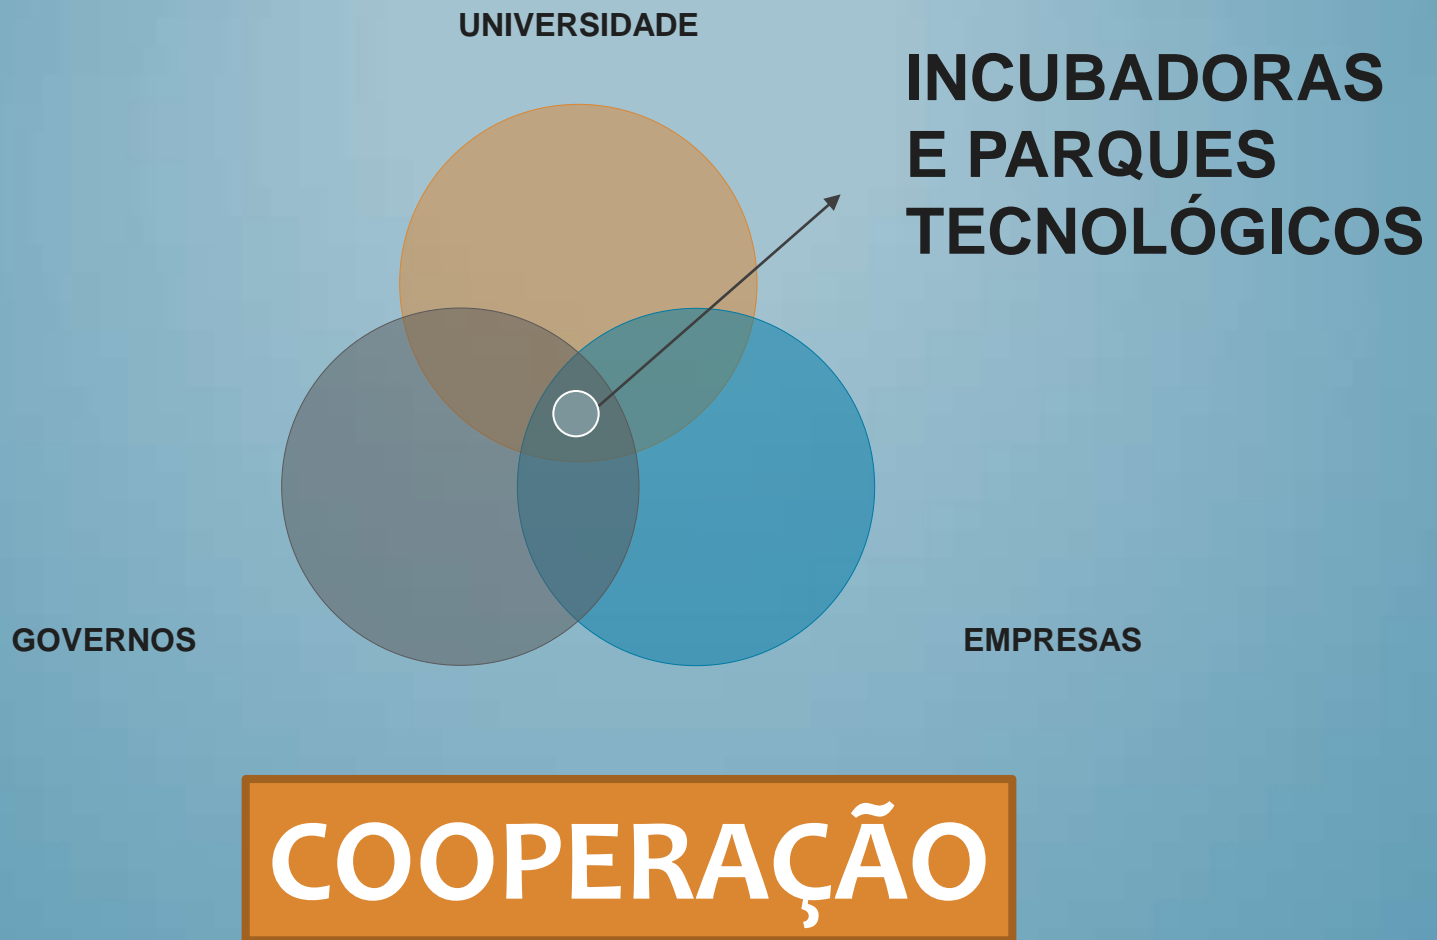 UNIVERSIDADE
INCUBADORAS
E PARQUES
TECNOLÓGICOS
GOVERNOS
EMPRESAS
COOPERAÇÃO